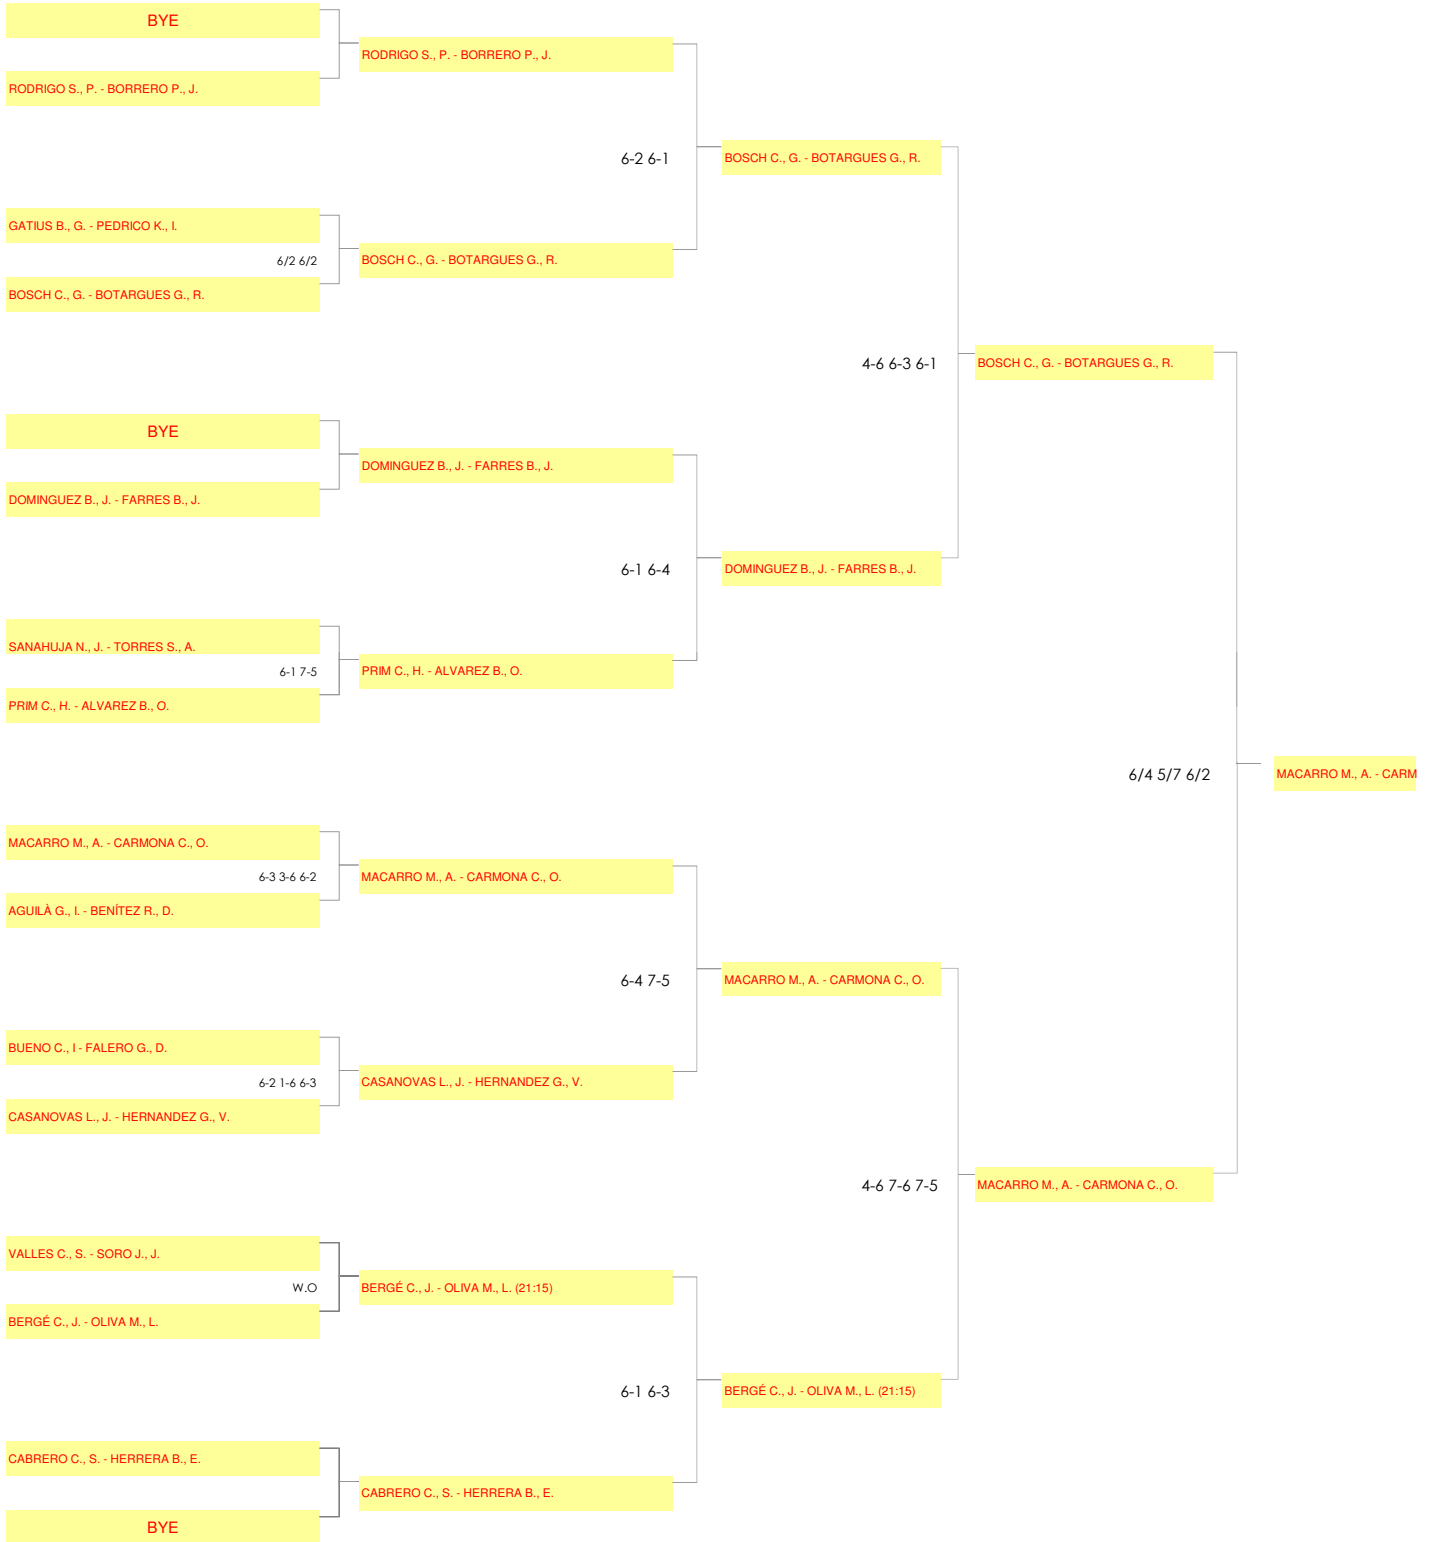 BYE
RODRIGO S., P. - BORRERO P., J.
RODRIGO S., P. - BORRERO P., J.
6-2 6-1
BOSCH C., G. - BOTARGUES G., R.
GATIUS B., G. - PEDRICO K., I.
6/2 6/2
BOSCH C., G. - BOTARGUES G., R.
BOSCH C., G. - BOTARGUES G., R.
4-6 6-3 6-1
BOSCH C., G. - BOTARGUES G., R.
BYE
DOMINGUEZ B., J. - FARRES B., J.
DOMINGUEZ B., J. - FARRES B., J.
6-1 6-4
DOMINGUEZ B., J. - FARRES B., J.
SANAHUJA N., J. - TORRES S., A.
6-1 7-5
PRIM C., H. - ALVAREZ B., O.
PRIM C., H. - ALVAREZ B., O.
6/4 5/7 6/2
MACARRO M., A. - CARM
MACARRO M., A. - CARMONA C., O.
6-3 3-6 6-2
MACARRO M., A. - CARMONA C., O.
AGUILÀ G., I. - BENÍTEZ R., D.
6-4 7-5
MACARRO M., A. - CARMONA C., O.
BUENO C., I - FALERO G., D.
6-2 1-6 6-3
CASANOVAS L., J. - HERNANDEZ G., V.
CASANOVAS L., J. - HERNANDEZ G., V.
4-6 7-6 7-5
MACARRO M., A. - CARMONA C., O.
VALLES C., S. - SORO J., J.
W.O
BERGÉ C., J. - OLIVA M., L. (21:15)
BERGÉ C., J. - OLIVA M., L.
6-1 6-3
BERGÉ C., J. - OLIVA M., L. (21:15)
CABRERO C., S. - HERRERA B., E.
CABRERO C., S. - HERRERA B., E.
BYE